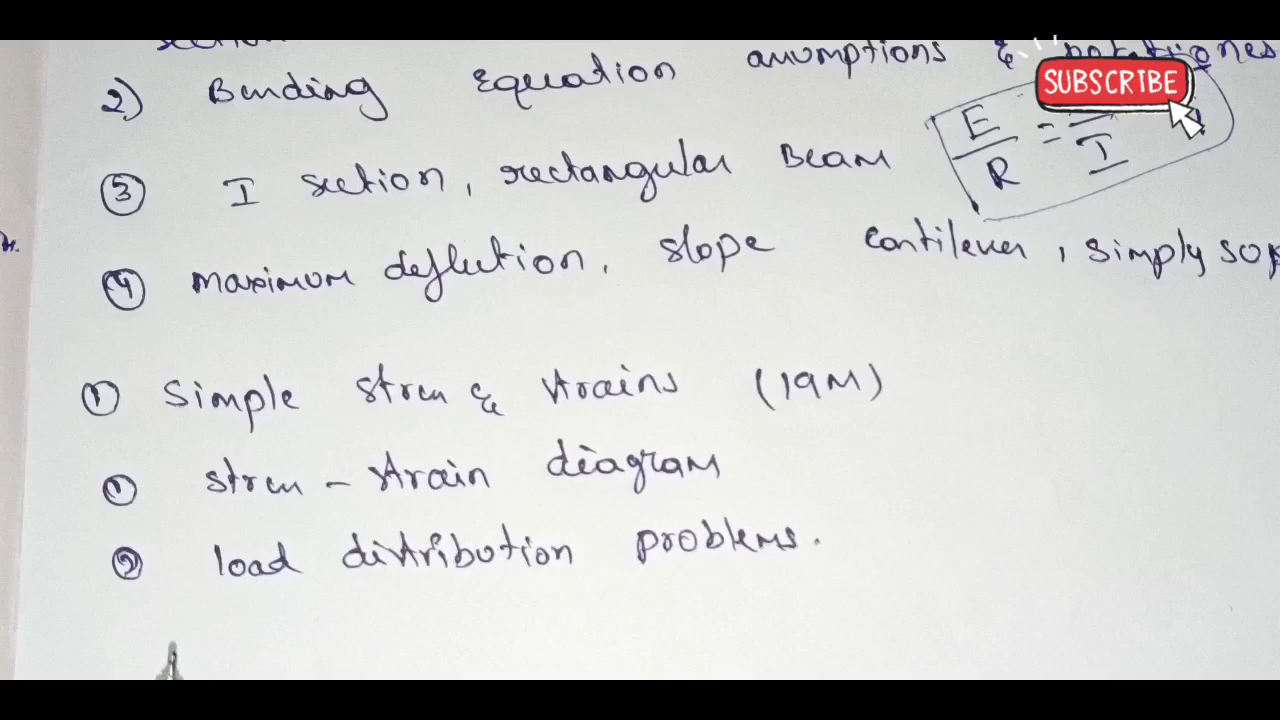 2) Bending Equation assumptions &
SUBSCRIBE
E/R = /I
③ I section, rectangular Beam
④ maximum deflection, slope cantilever, simply sup
① Simple stress & strains (19M)
① stress - strain diagram
② load distribution problems.